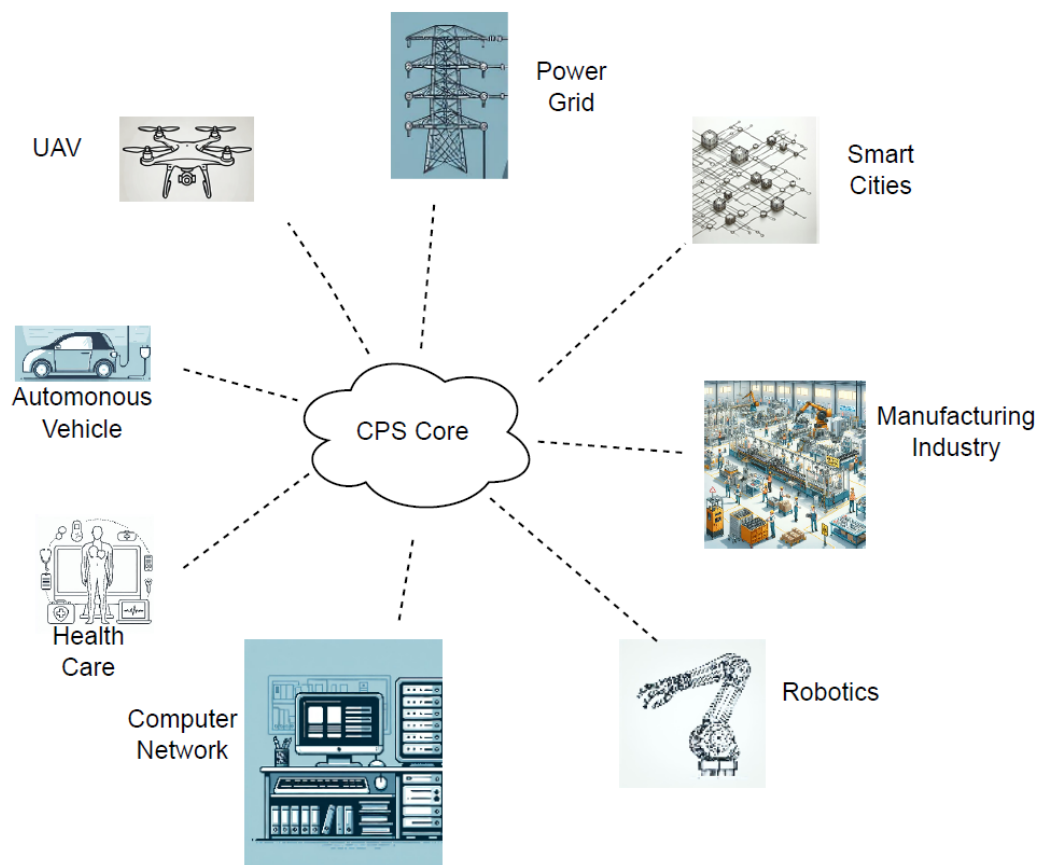 Power
Grid
UAV
Smart
Cities
Automonous
Vehicle
CPS Core
Manufacturing
Industry
Health
Care
Computer
Network
Robotics